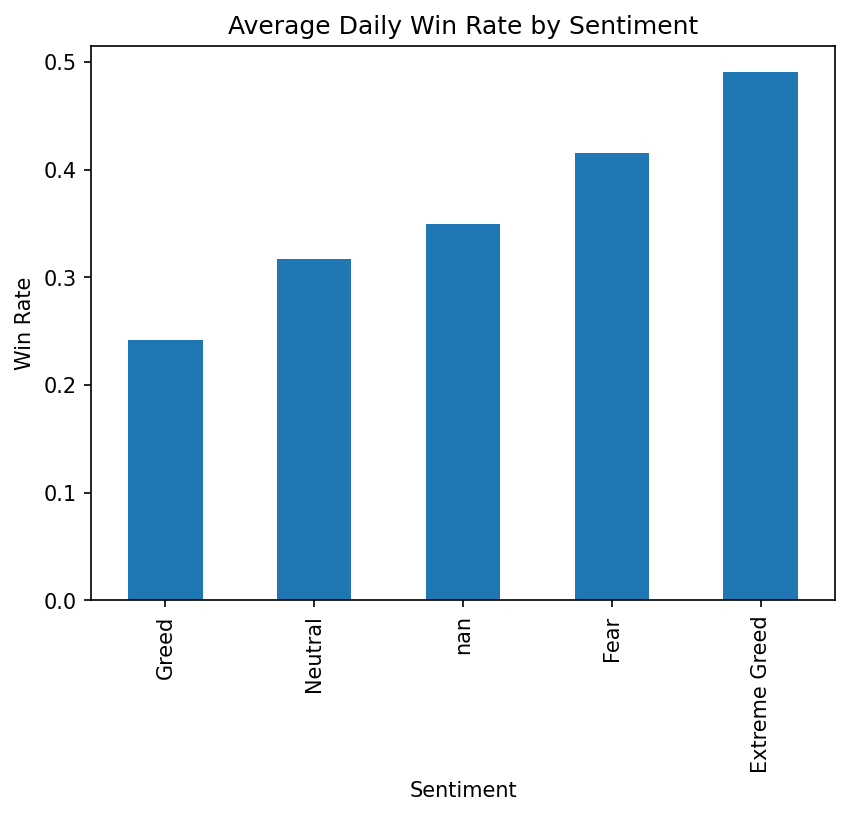 Average Daily Win Rate by Sentiment
Win Rate
0.5
0.4
0.3
0.2
0.1
0.0
Greed
Neutral
nan
Fear
Extreme Greed
Sentiment